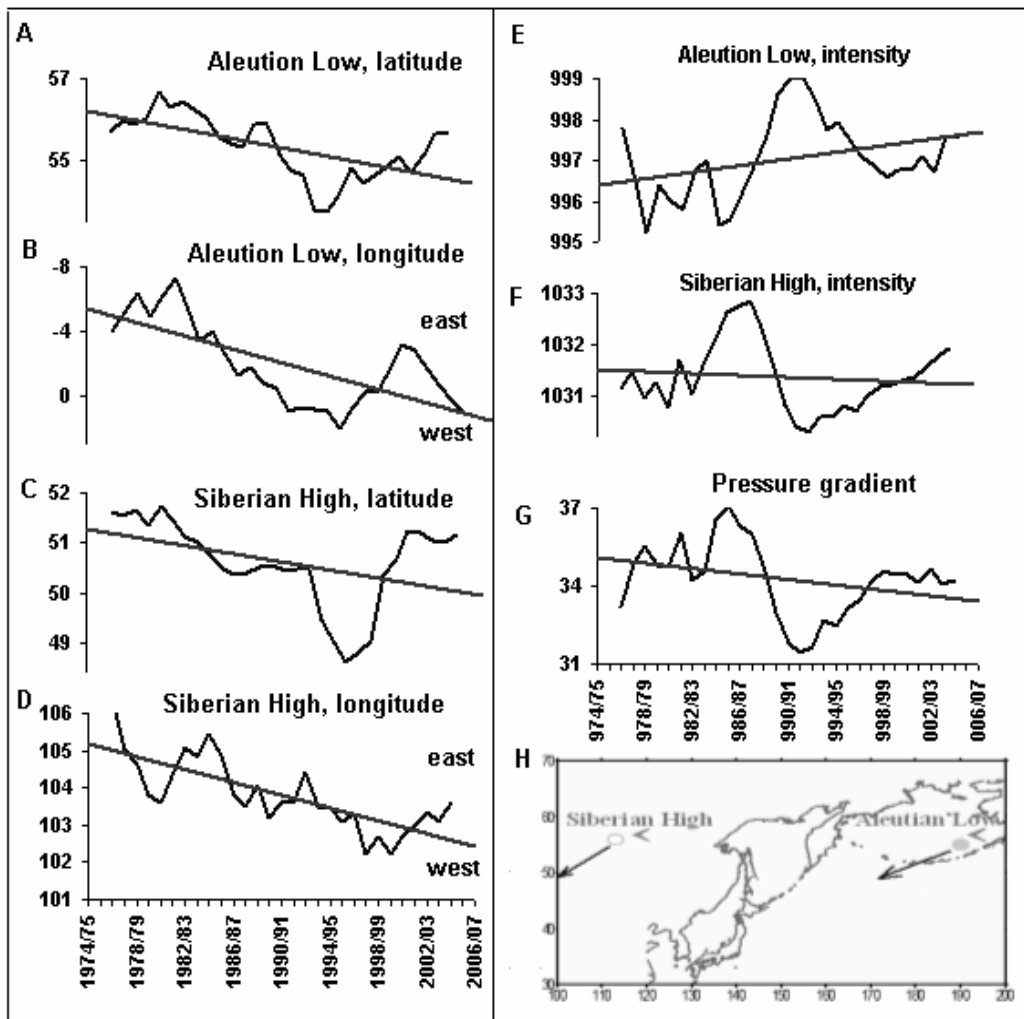 A
Aleution Low, latitude
57
55
B
Aleution Low, longitude
-8
-4
0
east
west
C
Siberian High, latitude
52
51
50
49
D
Siberian High, longitude
106
105
104
103
102
101
east
west
1974/75
1978/79
1982/83
1986/87
1990/91
1994/95
1998/99
2002/03
2006/07
E
Aleution Low, intensity
999
998
997
996
995
F
Siberian High, intensity
1033
1032
1031
G
Pressure gradient
37
34
31
974/75
978/79
982/83
986/87
990/91
994/95
998/99
002/03
006/07
H
70
60
50
40
30
Siberian High
Aleutian Low
100 110 120 130 140 150 160 170 180 190 200